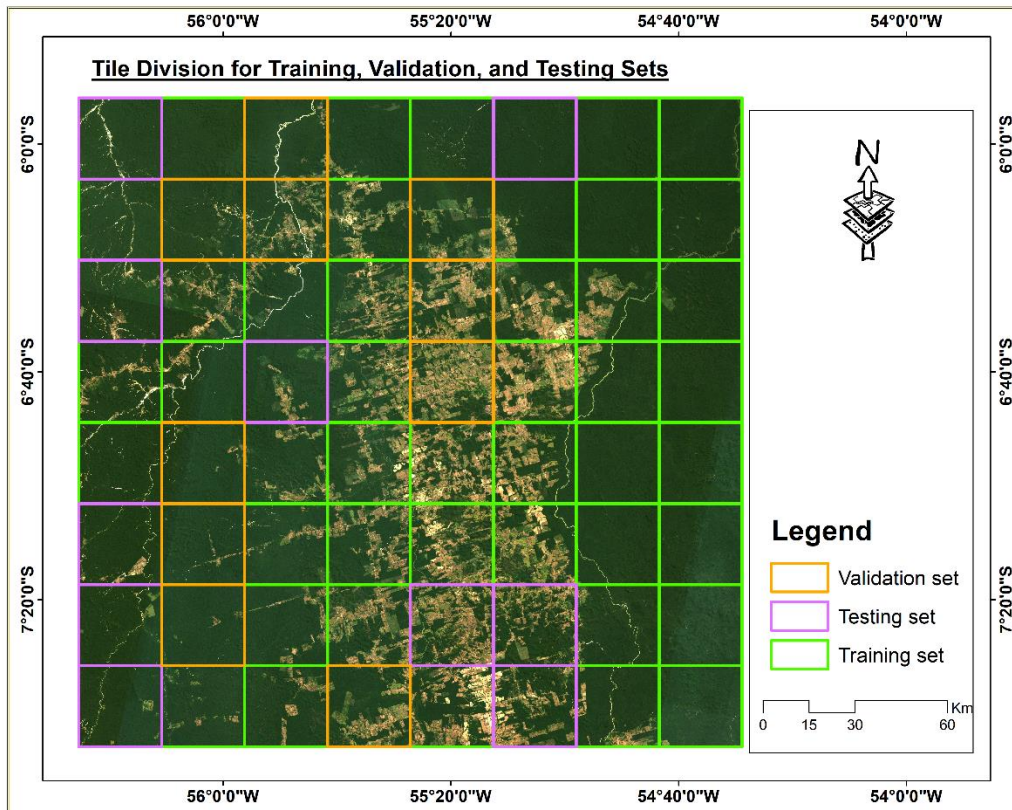 56°0'0"W 55°20'0"W 54°40'0"W 54°0'0"W
Tile Division for Training, Validation, and Testing Sets
6°0'0"S 6°0'0"S
N
6°40'0"S 6°40'0"S
Legend
Validation set
7°20'0"S 7°20'0"S
Testing set
Training set
Km
0 15 30 60
56°0'0"W 55°20'0"W 54°40'0"W 54°0'0"W